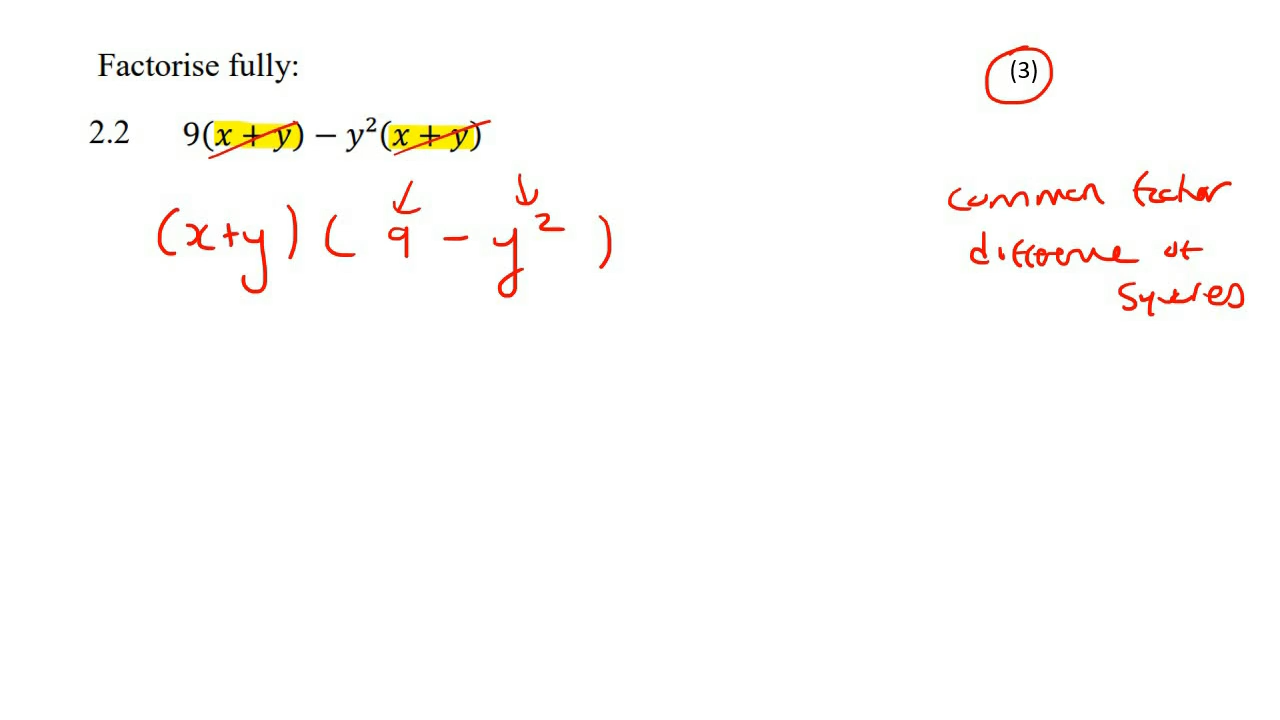 Factorise fully:
(3)
2.2 9(x + y) − y²(x + y)
(x+y)( 9 − y² )
common factor
difference of
squares